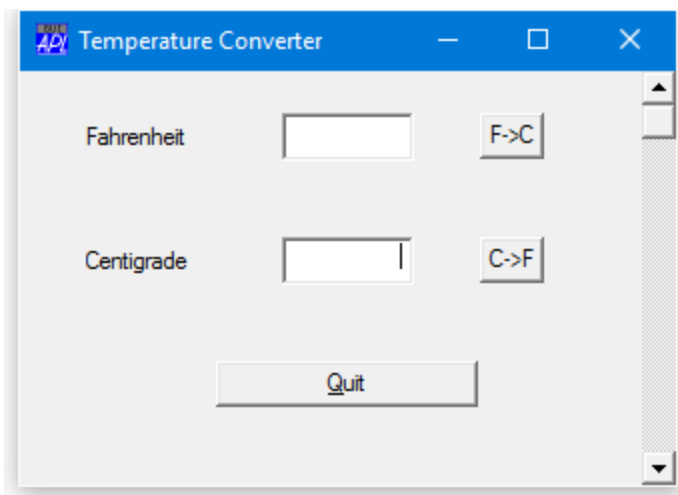 Temperature Converter
Fahrenheit F->C
Centigrade C->F
Quit